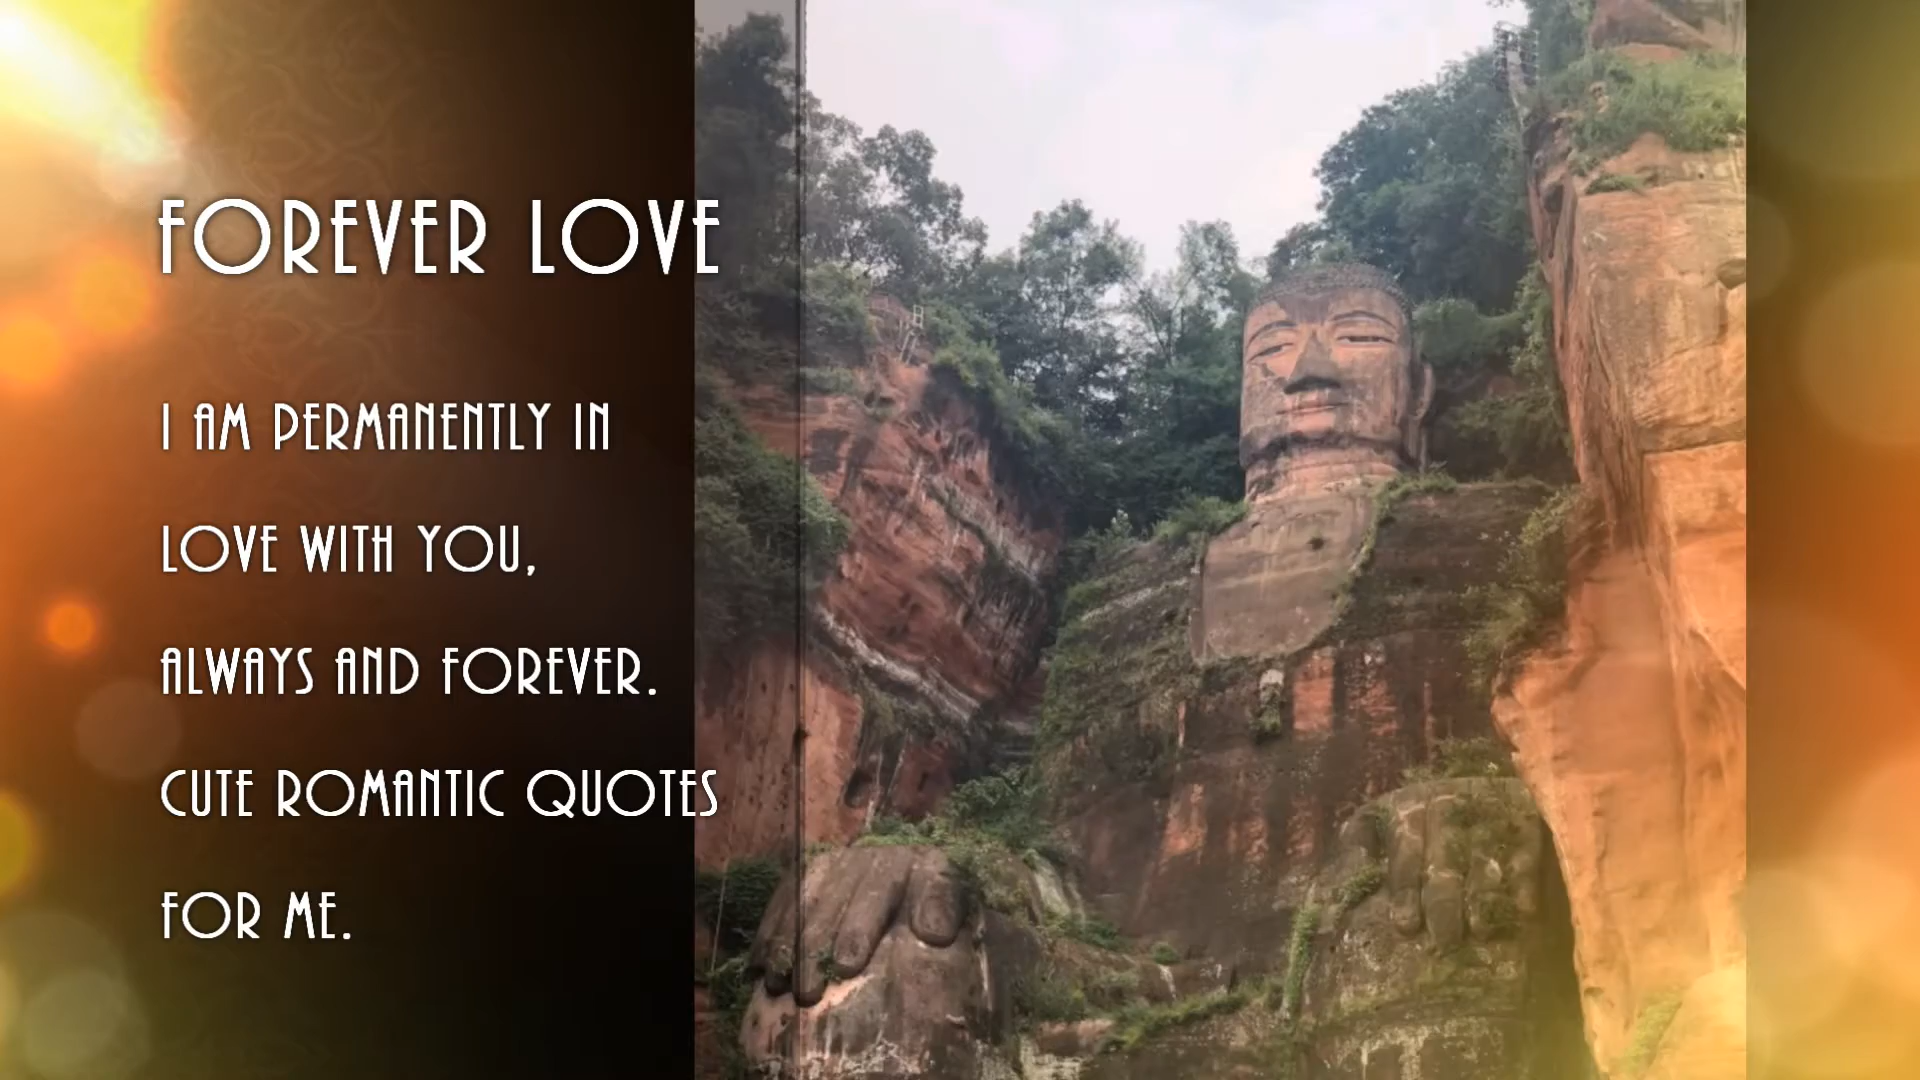 FOREVER LOVE
I AM PERMANENTLY IN
LOVE WITH YOU,
ALWAYS AND FOREVER.
CUTE ROMANTIC QUOTES
FOR ME.